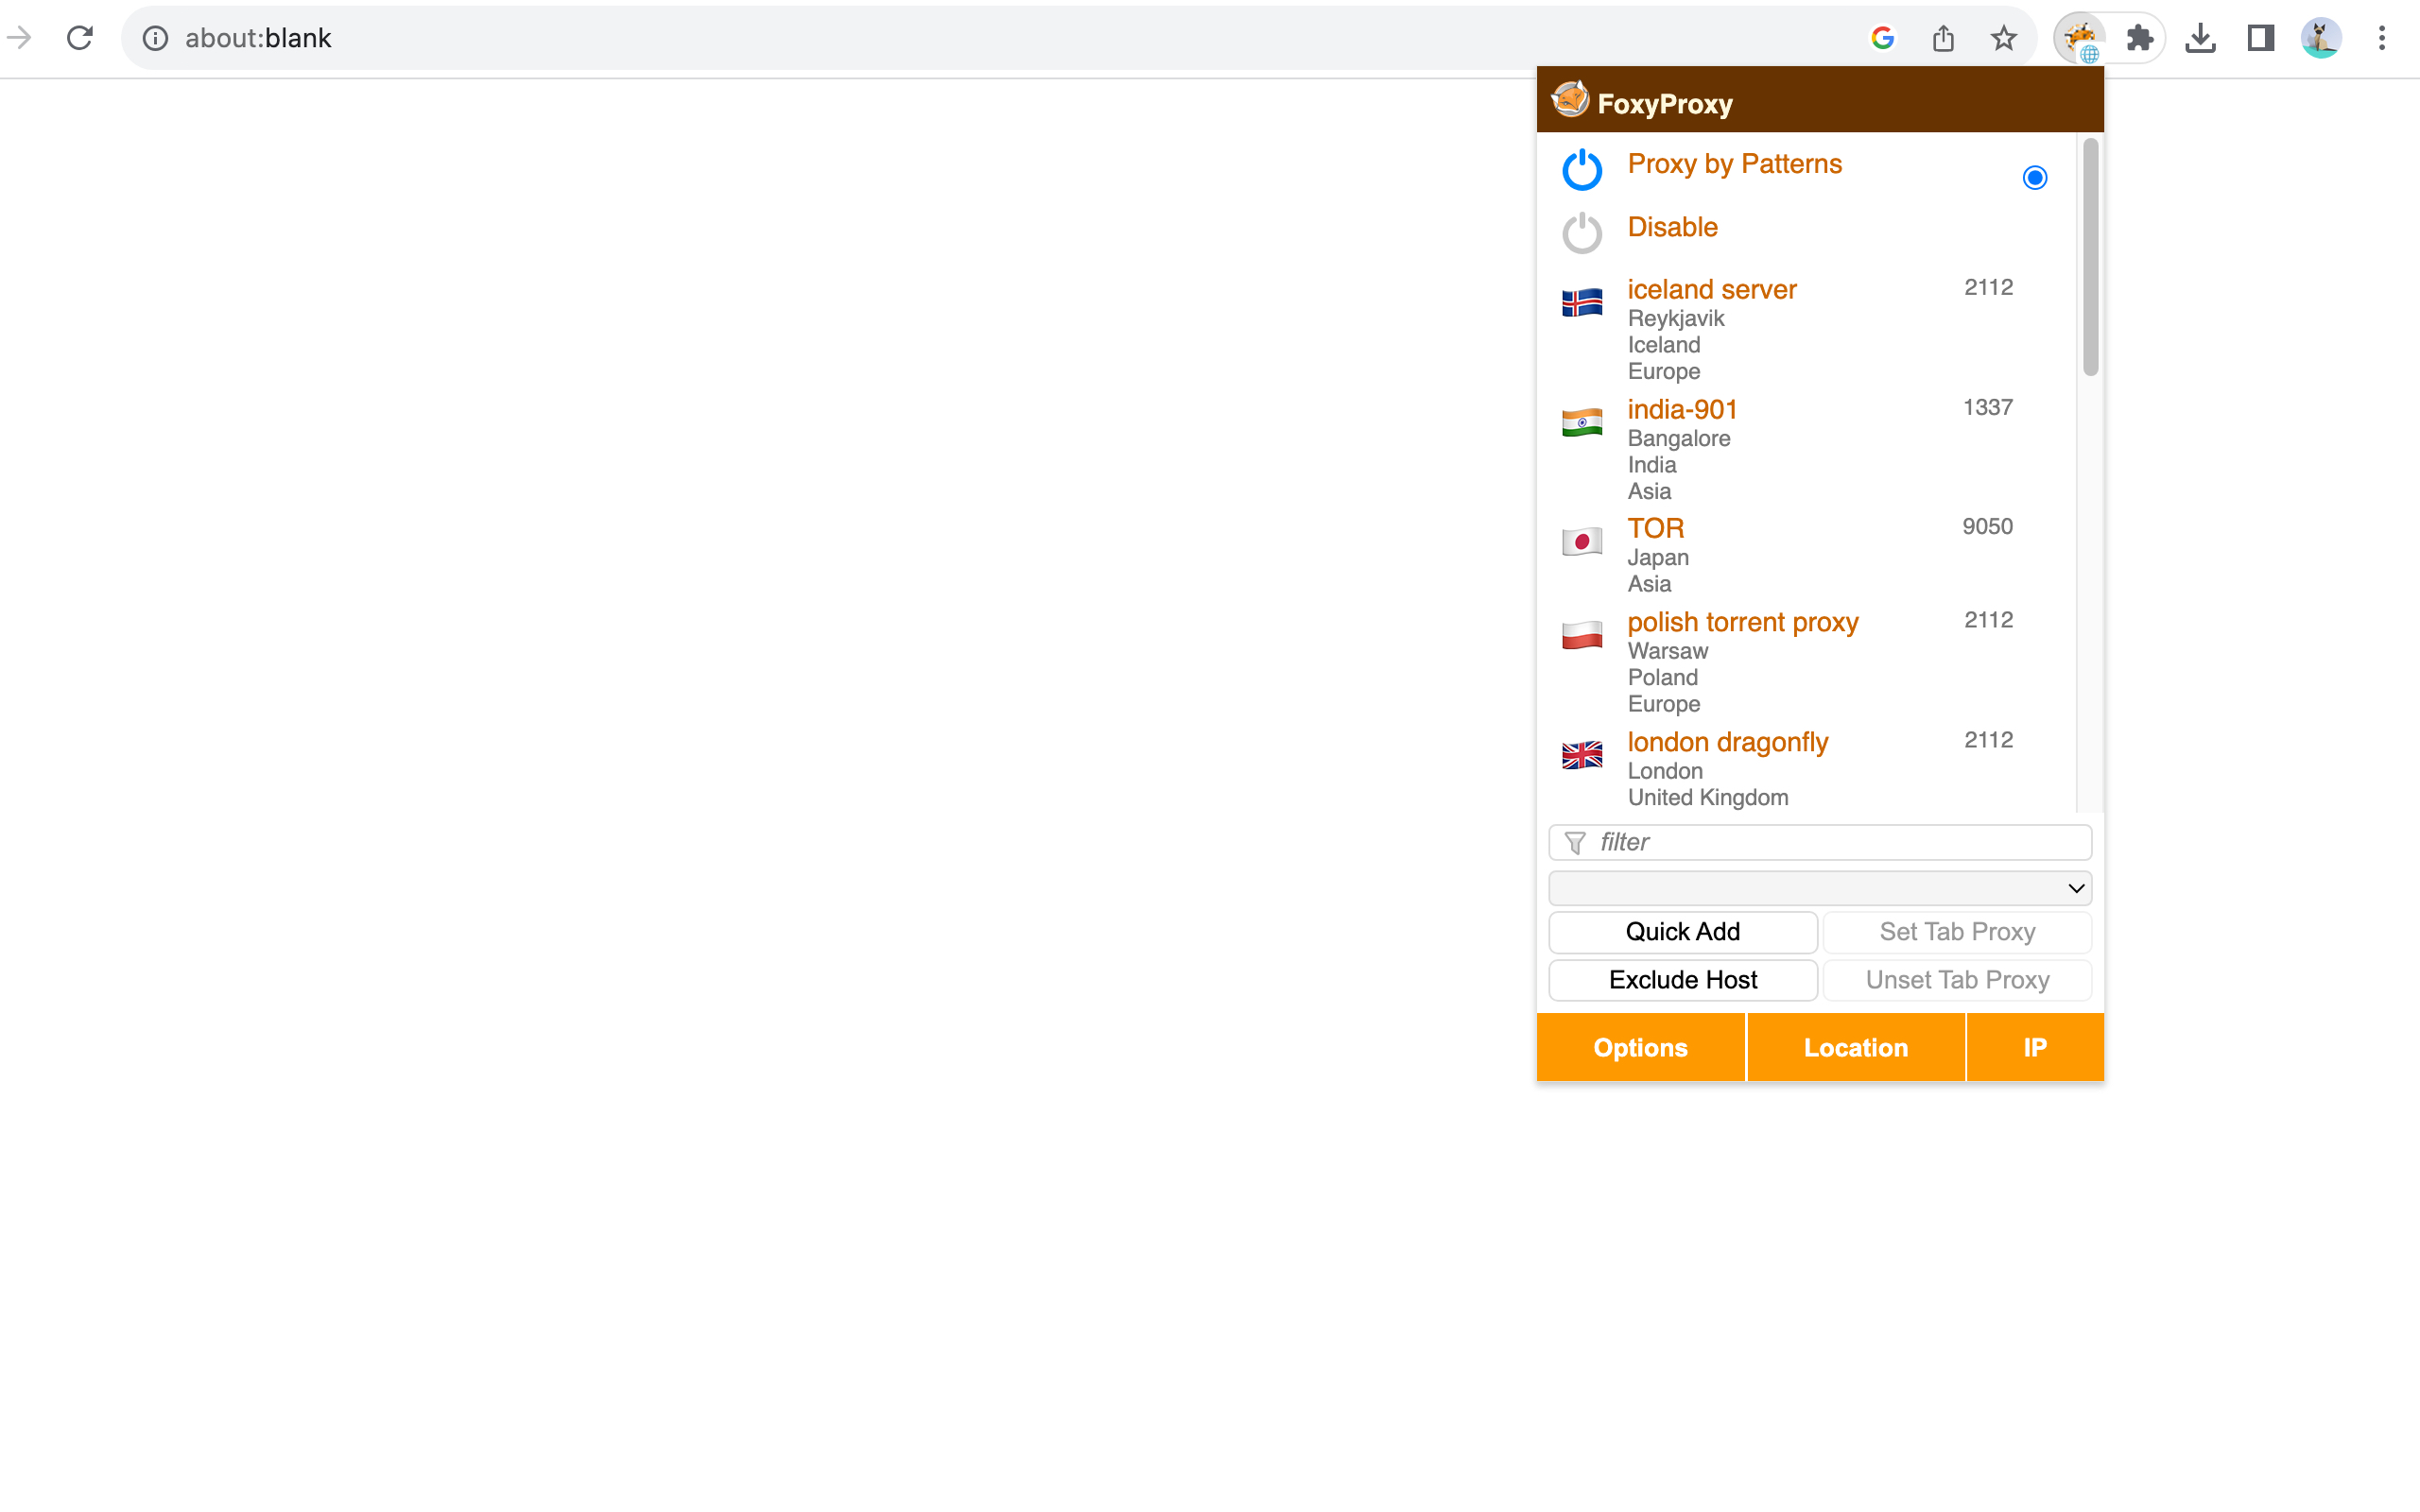 about:blank
FoxyProxy
Proxy by Patterns
Disable
iceland server 2112
Reykjavik
Iceland
Europe
india-901 1337
Bangalore
India
Asia
TOR 9050
Japan
Asia
polish torrent proxy 2112
Warsaw
Poland
Europe
london dragonfly 2112
London
United Kingdom
filter
Quick Add Set Tab Proxy
Exclude Host Unset Tab Proxy
Options Location IP